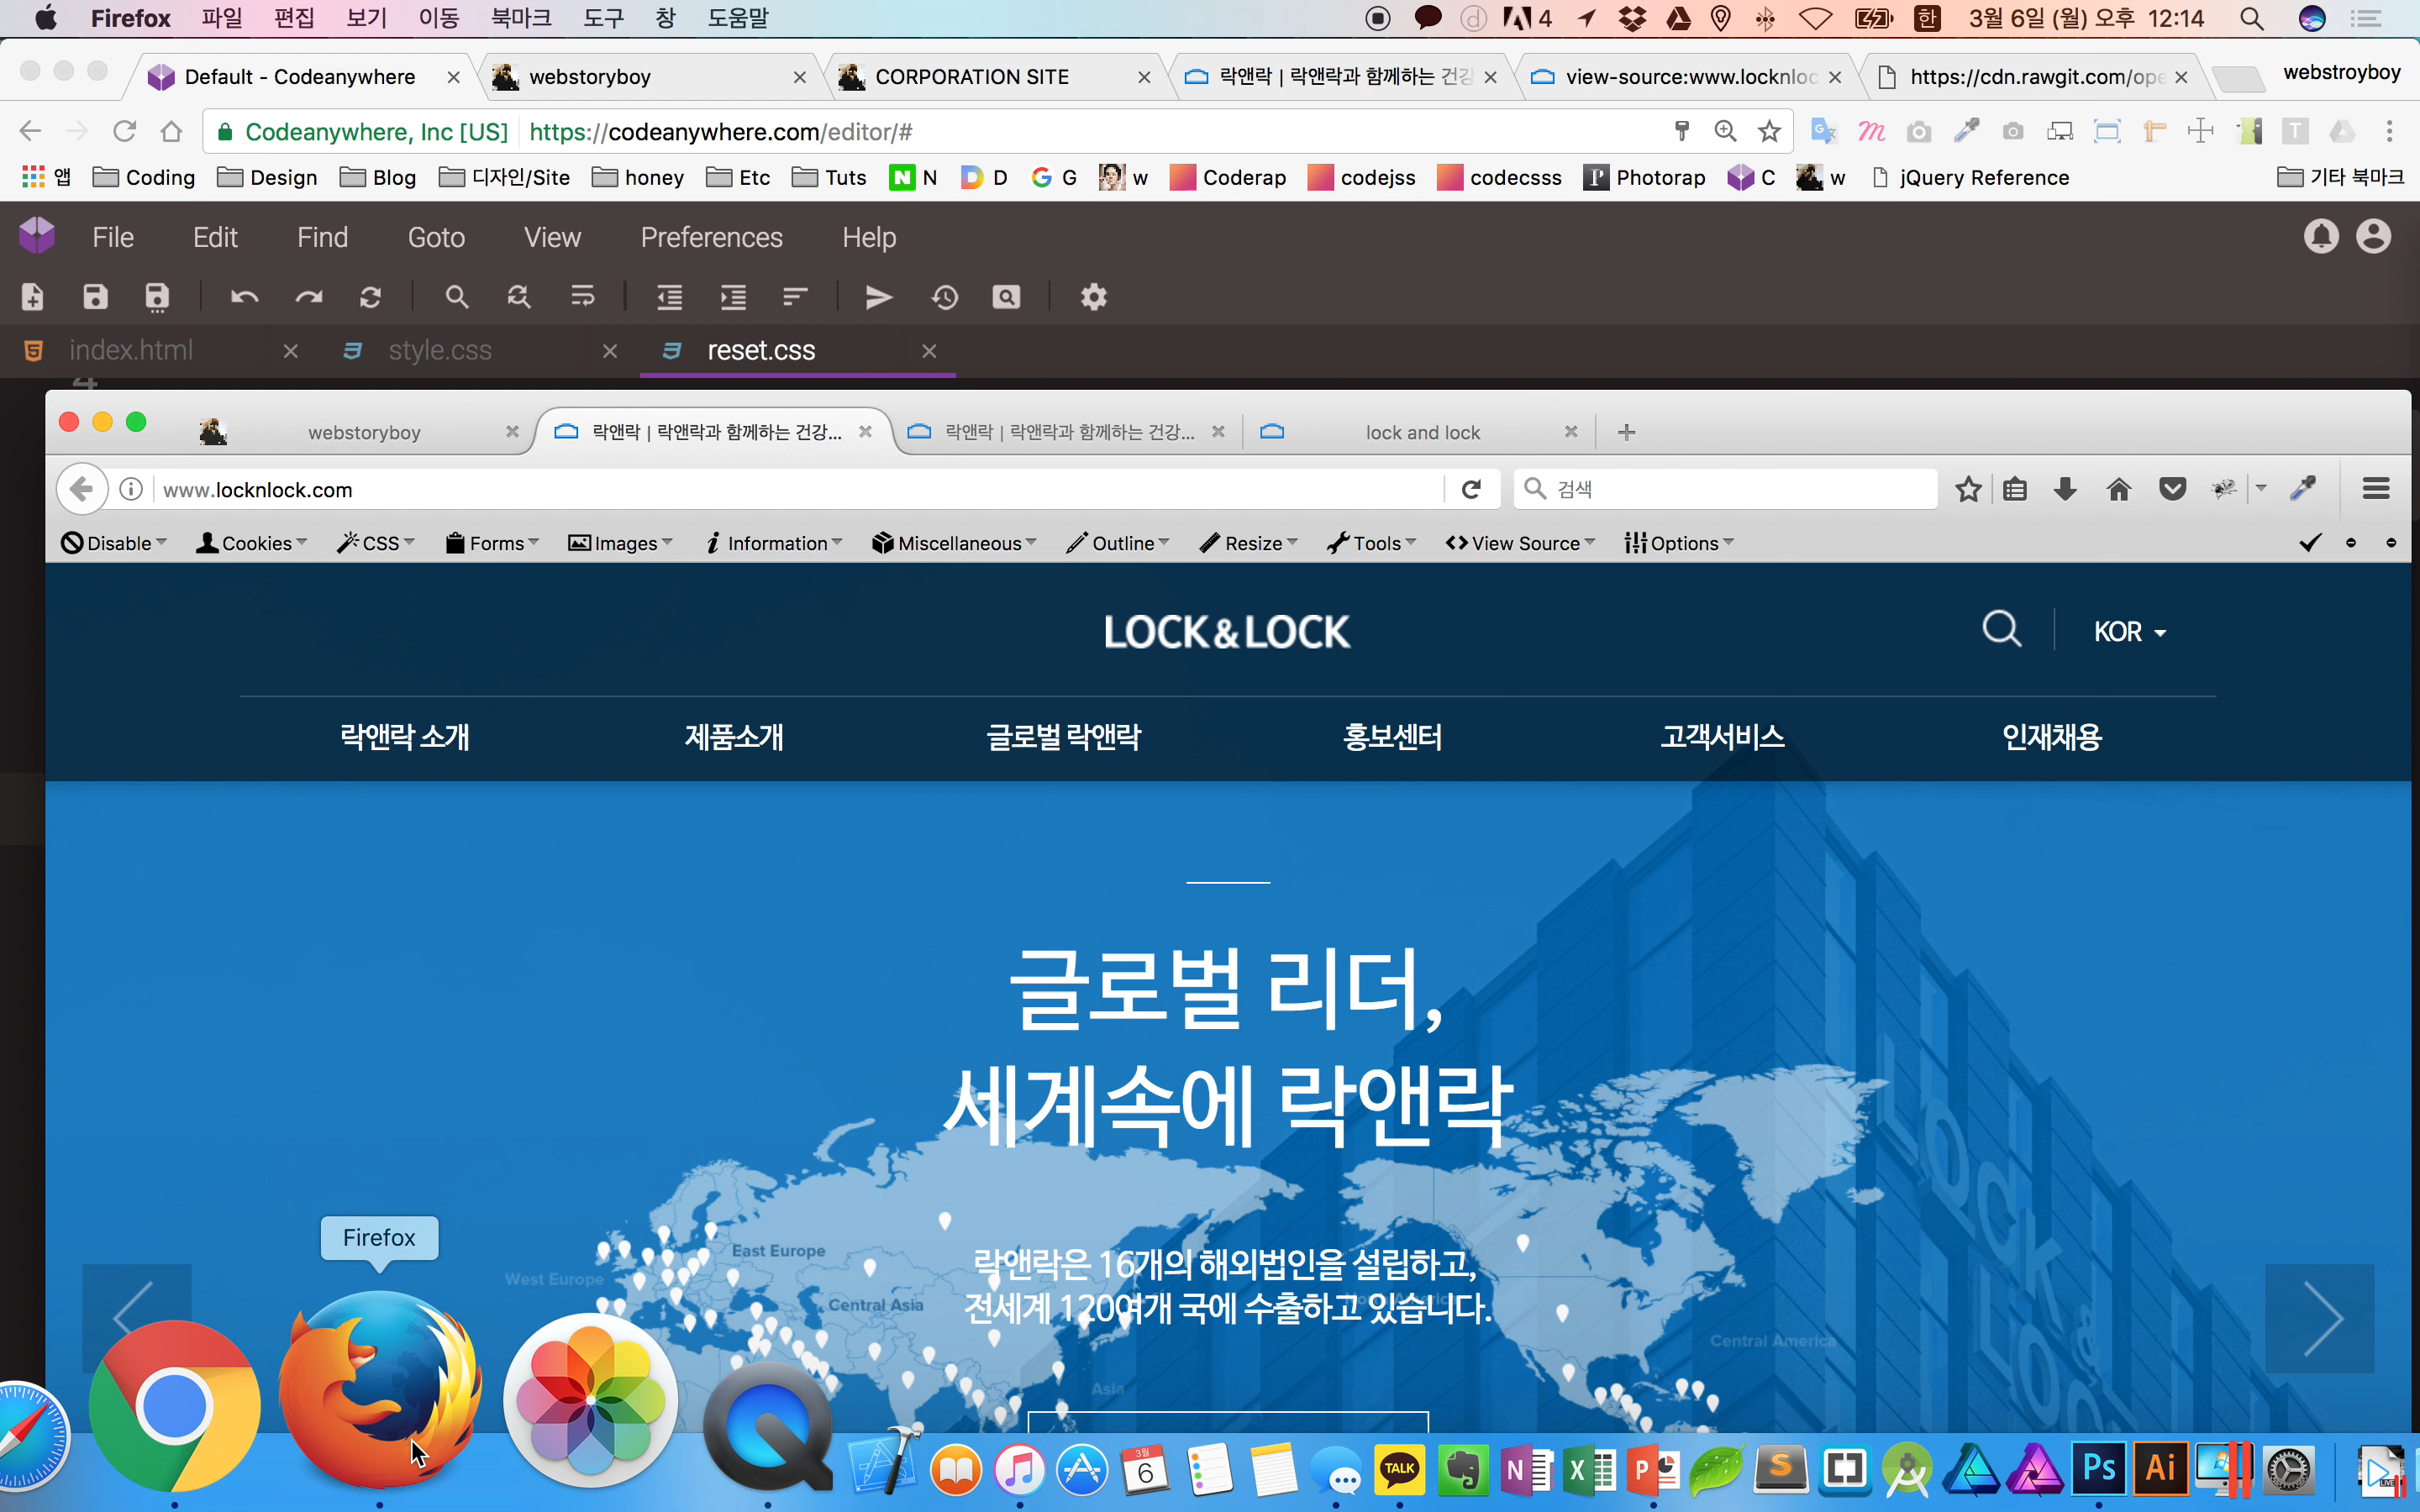 Firefox 파일 편집 보기 이동 북마크 도구 창 도움말 4 한 3월 6일 (월) 오후 12:14
Default - Codeanywhere webstoryboy CORPORATION SITE 락앤락 | 락앤락과 함께하는 건강 view-source:www.locknloc https://cdn.rawgit.com/ope webstroyboy
Codeanywhere, Inc [US] https://codeanywhere.com/editor/#
앱 Coding Design Blog 디자인/Site honey Etc Tuts N D G w Coderap codejss codecsss Photorap C w jQuery Reference 기타 북마크
File Edit Find Goto View Preferences Help
index.html style.css reset.css
4
webstoryboy 락앤락 | 락앤락과 함께하는 건강... 락앤락 | 락앤락과 함께하는 건강... lock and lock
www.locknlock.com 검색
Disable Cookies CSS Forms Images Information Miscellaneous Outline Resize Tools View Source Options
LOCK & LOCK KOR
락앤락 소개 제품소개 글로벌 락앤락 홍보센터 고객서비스 인재채용
글로벌 리더,
세계속에 락앤락
Firefox
West Europe
East Europe
Central Asia
락앤락은 16개의 해외법인을 설립하고,
전세계 120여개 국에 수출하고 있습니다.
Central America
Asia
Lock
3월
6
TALK
N
X
P
S
Ps
Ai